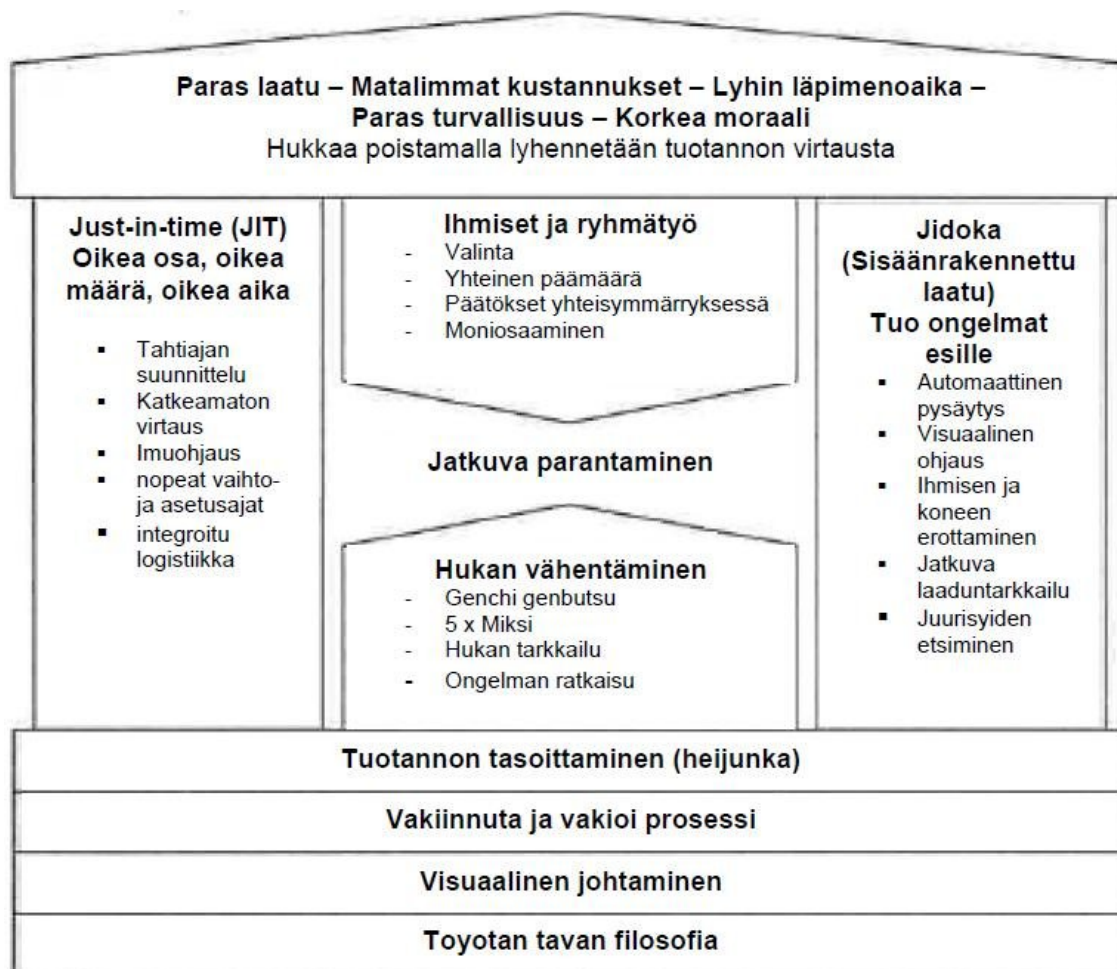 Paras laatu – Matalimmat kustannukset – Lyhin läpimenoaika –
Paras turvallisuus – Korkea moraali
Hukkaa poistamalla lyhennetään tuotannon virtausta
Just-in-time (JIT)
Oikea osa, oikea
määrä, oikea aika
▪ Tahtiajan
suunnittelu
▪ Katkeamaton
virtaus
▪ Imuohjaus
▪ nopeat vaihto-
ja asetusajat
▪ integroitu
logistiikka
Ihmiset ja ryhmätyö
- Valinta
- Yhteinen päämäärä
- Päätökset yhteisymmärryksessä
- Moniosaaminen
Jatkuva parantaminen
Hukan vähentäminen
- Genchi genbutsu
- 5 x Miksi
- Hukan tarkkailu
- Ongelman ratkaisu
Jidoka
(Sisäänrakennettu
laatu)
Tuo ongelmat
esille
▪ Automaattinen
pysäytys
▪ Visuaalinen
ohjaus
▪ Ihmisen ja
koneen
erottaminen
▪ Jatkuva
laaduntarkkailu
▪ Juurisyiden
etsiminen
Tuotannon tasoittaminen (heijunka)
Vakiinnuta ja vakioi prosessi
Visuaalinen johtaminen
Toyotan tavan filosofia